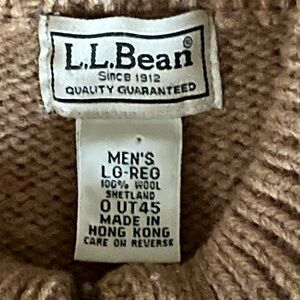 L.L.Bean®
SINCE 1912
QUALITY GUARANTEED
MEN'S
LG-REG
100% WOOL
SHETLAND
0 UT45
MADE IN
HONG KONG
CARE ON REVERSE